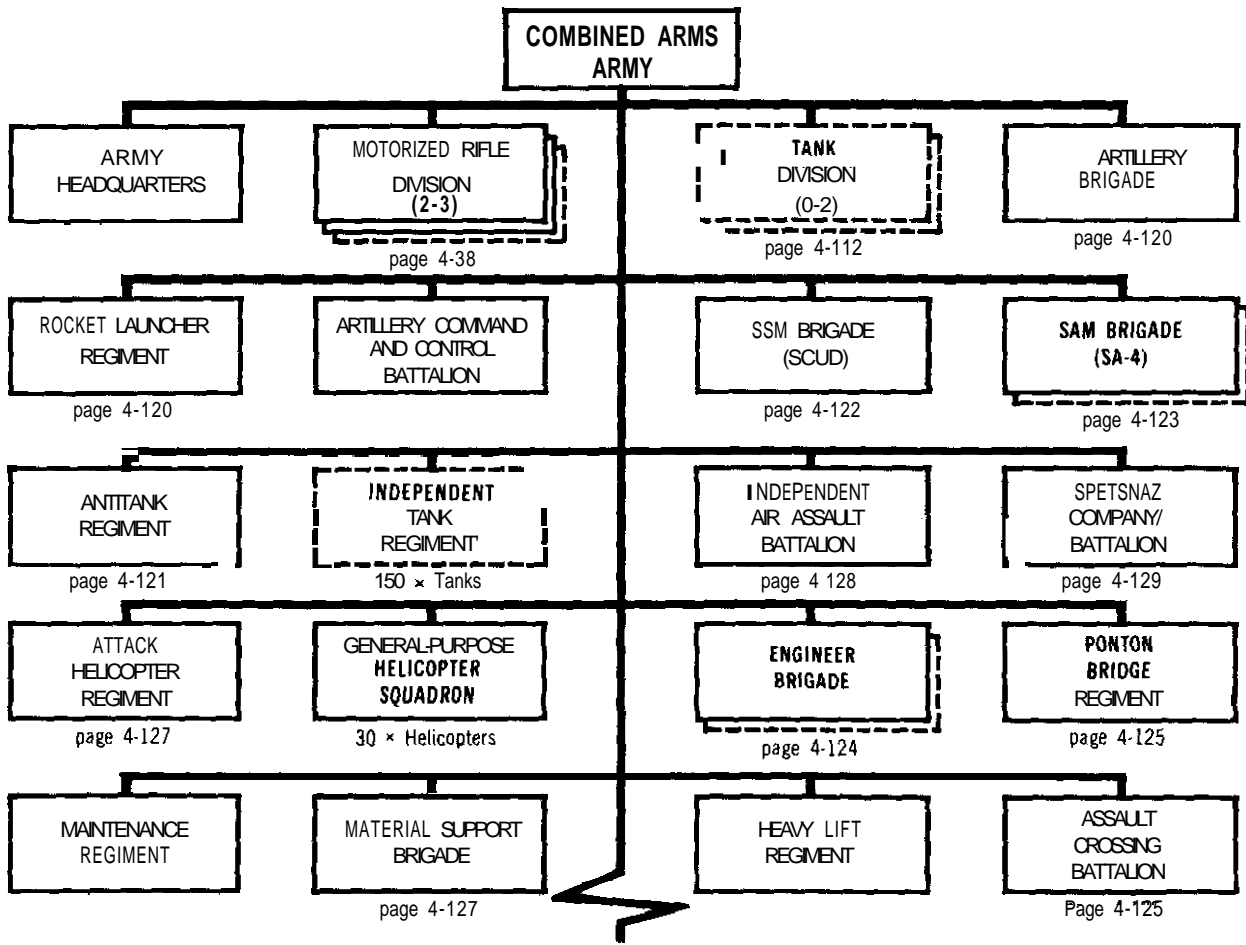 COMBINED ARMS
ARMY
ARMY
HEADQUARTERS
MOTORIZED RIFLE
DIVISION
(2-3)
page 4-38
TANK
DIVISION
(0-2)
page 4-112
ARTILLERY
BRIGADE
page 4-120
ROCKET LAUNCHER
REGIMENT
page 4-120
ARTILLERY COMMAND
AND CONTROL
BATTALION
SSM BRIGADE
(SCUD)
page 4-122
SAM BRIGADE
(SA-4)
page 4-123
ANTITANK
REGIMENT
page 4-121
INDEPENDENT
TANK
REGIMENT'
150 × Tanks
INDEPENDENT
AIR ASSAULT
BATTALION
page 4 128
SPETSNAZ
COMPANY/
BATTALION
page 4-129
ATTACK
HELICOPTER
REGIMENT
page 4-127
GENERAL-PURPOSE
HELICOPTER
SQUADRON
30 × Helicopters
ENGINEER
BRIGADE
page 4-124
PONTON
BRIDGE
REGIMENT
page 4-125
MAINTENANCE
REGIMENT
MATERIAL SUPPORT
BRIGADE
page 4-127
HEAVY LIFT
REGIMENT
ASSAULT
CROSSING
BATTALION
Page 4-125